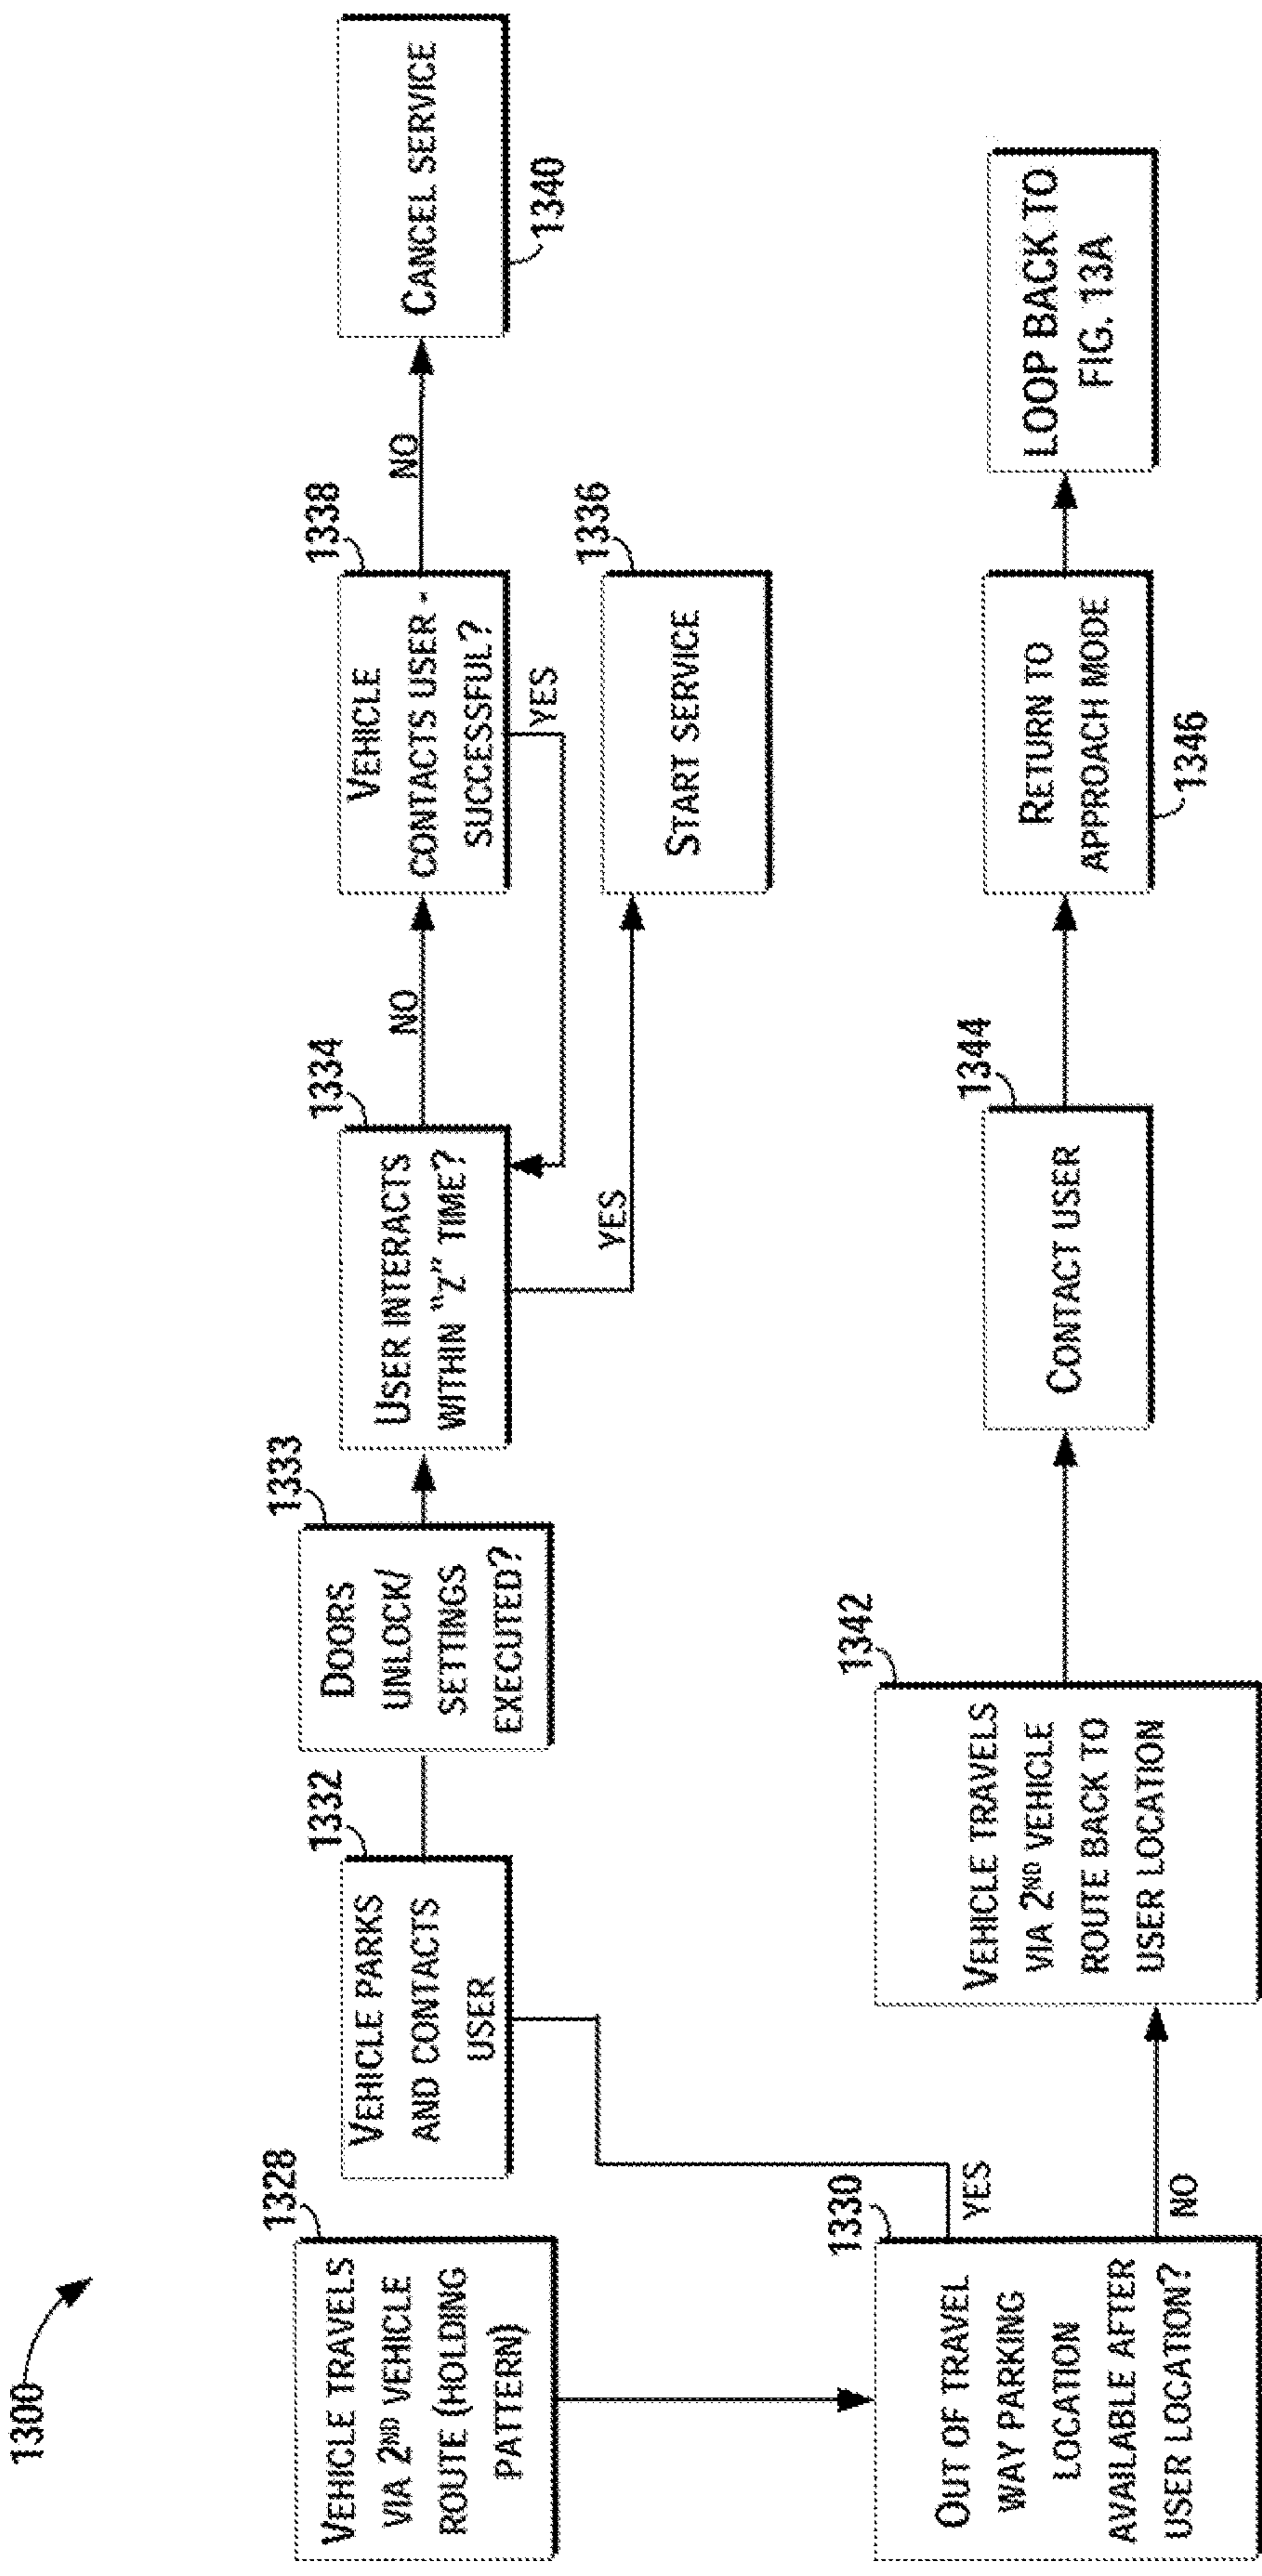 1300
1328
VEHICLE TRAVELS
VIA 2ND VEHICLE
ROUTE (HOLDING
PATTERN)
1330
OUT OF TRAVEL
WAY PARKING
LOCATION
AVAILABLE AFTER
USER LOCATION?
YES
NO
1332
VEHICLE PARKS
AND CONTACTS
USER
1333
DOORS
UNLOCK/
SETTINGS
EXECUTED?
1334
USER INTERACTS
WITHIN "Z" TIME?
NO
YES
1338
VEHICLE
CONTACTS USER -
SUCCESSFUL?
YES
NO
1336
START SERVICE
CANCEL SERVICE
1340
1342
VEHICLE TRAVELS
VIA 2ND VEHICLE
ROUTE BACK TO
USER LOCATION
1344
CONTACT USER
RETURN TO
APPROACH MODE
1346
LOOP BACK TO
FIG. 13A